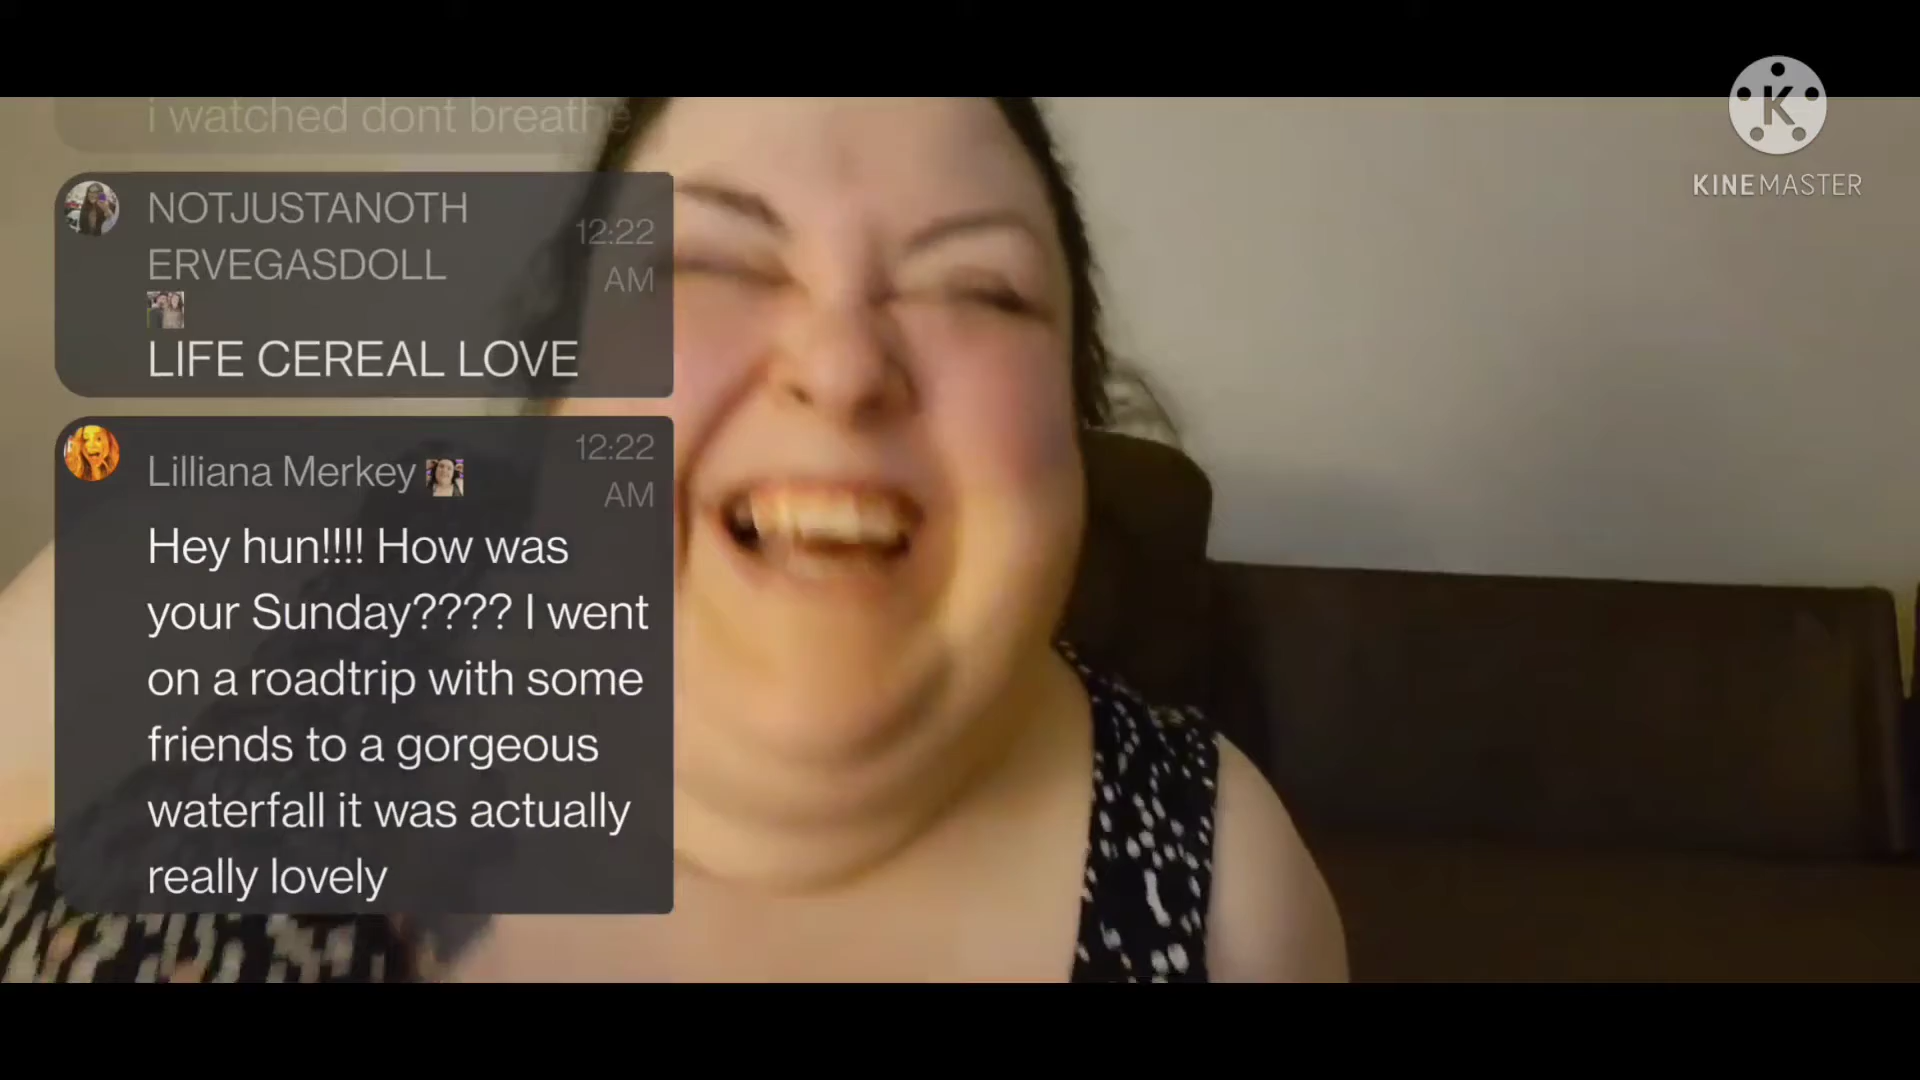 i watched dont breathe
NOTJUSTANOTH
ERVEGASDOLL
12:22
AM
LIFE CEREAL LOVE
Lilliana Merkey
12:22
AM
Hey hun!!!! How was
your Sunday???? I went
on a roadtrip with some
friends to a gorgeous
waterfall it was actually
really lovely
K
KINEMASTER